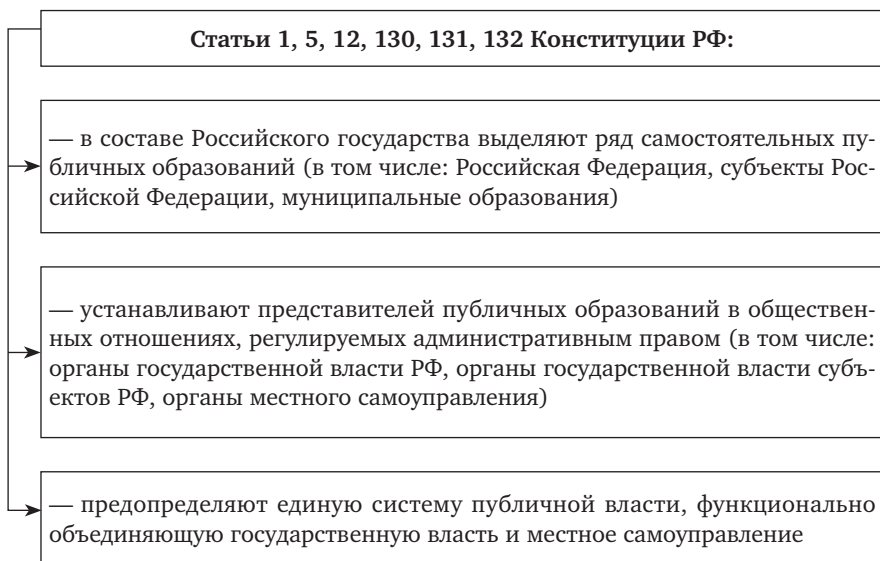 Статьи 1, 5, 12, 130, 131, 132 Конституции РФ:
— в составе Российского государства выделяют ряд самостоятельных пу-
бличных образований (в том числе: Российская Федерация, субъекты Рос-
сийской Федерации, муниципальные образования)
— устанавливают представителей публичных образований в обществен-
ных отношениях, регулируемых административным правом (в том числе:
органы государственной власти РФ, органы государственной власти субъ-
ектов РФ, органы местного самоуправления)
— предопределяют единую систему публичной власти, функционально
объединяющую государственную власть и местное самоуправление